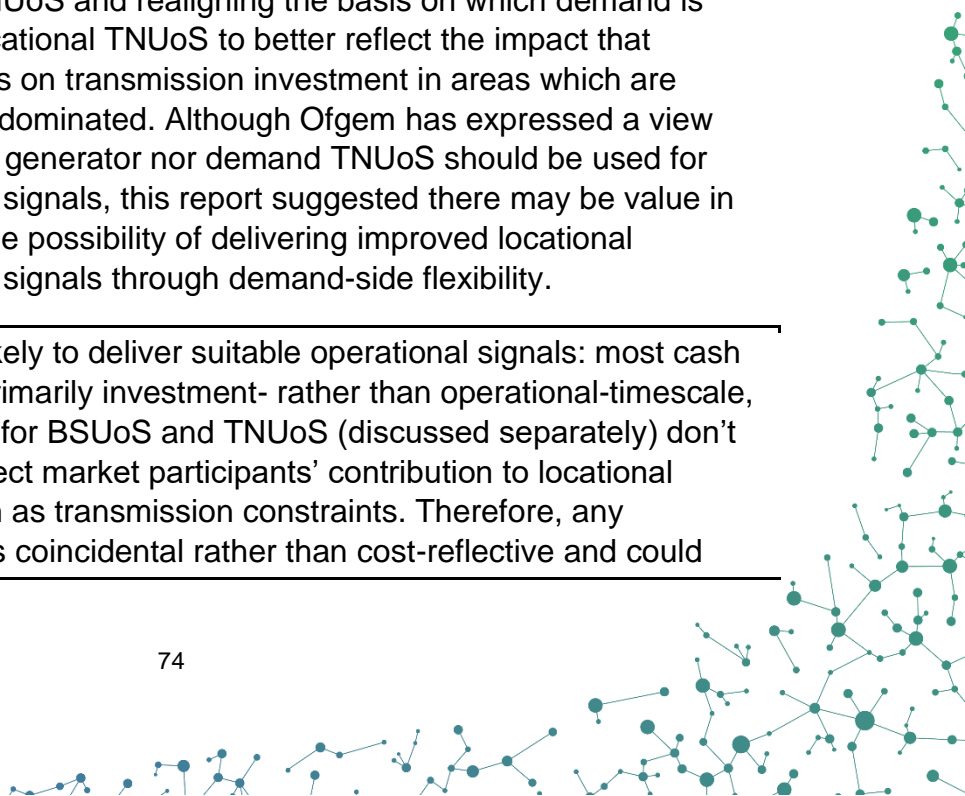 UoS and realigning the basis on which demand is
cational TNUoS to better reflect the impact that
s on transmission investment in areas which are
dominated. Although Ofgem has expressed a view
generator nor demand TNUoS should be used for
signals, this report suggested there may be value in
e possibility of delivering improved locational
signals through demand-side flexibility.
kely to deliver suitable operational signals: most cash
rimarily investment- rather than operational-timescale,
for BSUoS and TNUoS (discussed separately) don’t
ect market participants’ contribution to locational
n as transmission constraints. Therefore, any
s coincidental rather than cost-reflective and could
74